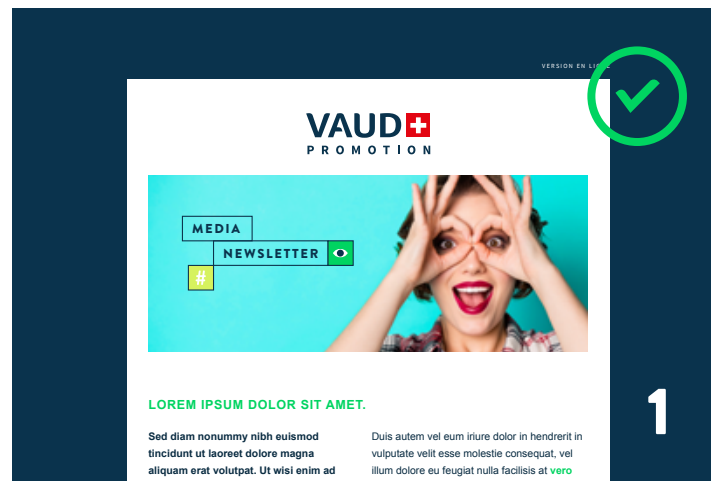 VERSION EN LIGNE
VAUD
PROMOTION
MEDIA
NEWSLETTER
#
LOREM IPSUM DOLOR SIT AMET.
Sed diam nonummy nibh euismod
tincidunt ut laoreet dolore magna
aliquam erat volutpat. Ut wisi enim ad
Duis autem vel eum iriure dolor in hendrerit in
vulputate velit esse molestie consequat, vel
illum dolore eu feugiat nulla facilisis at vero
1